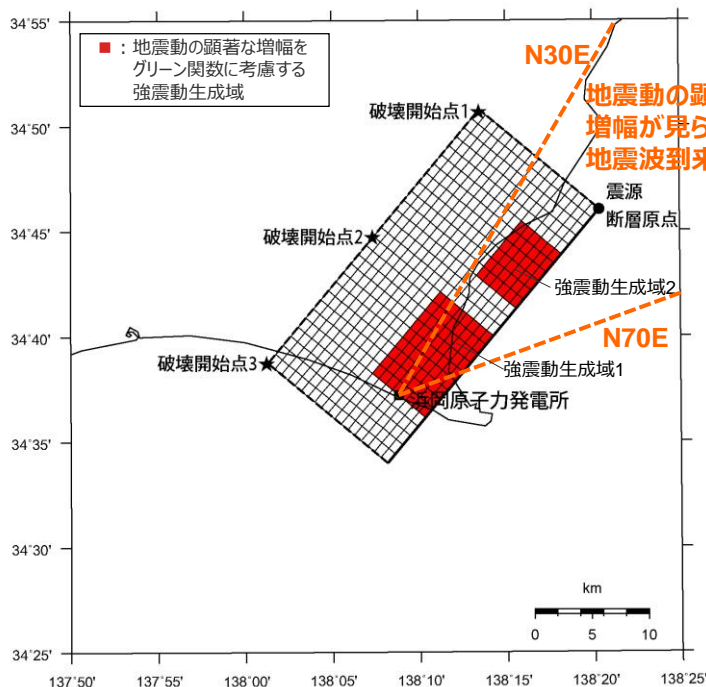 34°55'
34°50'
34°45'
34°40'
34°35'
34°30'
34°25'
137°50'
137°55'
138°00'
138°05'
138°10'
138°15'
138°20'
138°25'
■:地震動の顕著な増幅を
グリーン関数に考慮する
強震動生成域
N30E
地震動の顕
増幅が見ら
地震波到来
破壊開始点1
震源
断層原点
破壊開始点2
強震動生成域2
N70E
破壊開始点3
強震動生成域1
浜岡原子力発電所
km
0 5 10